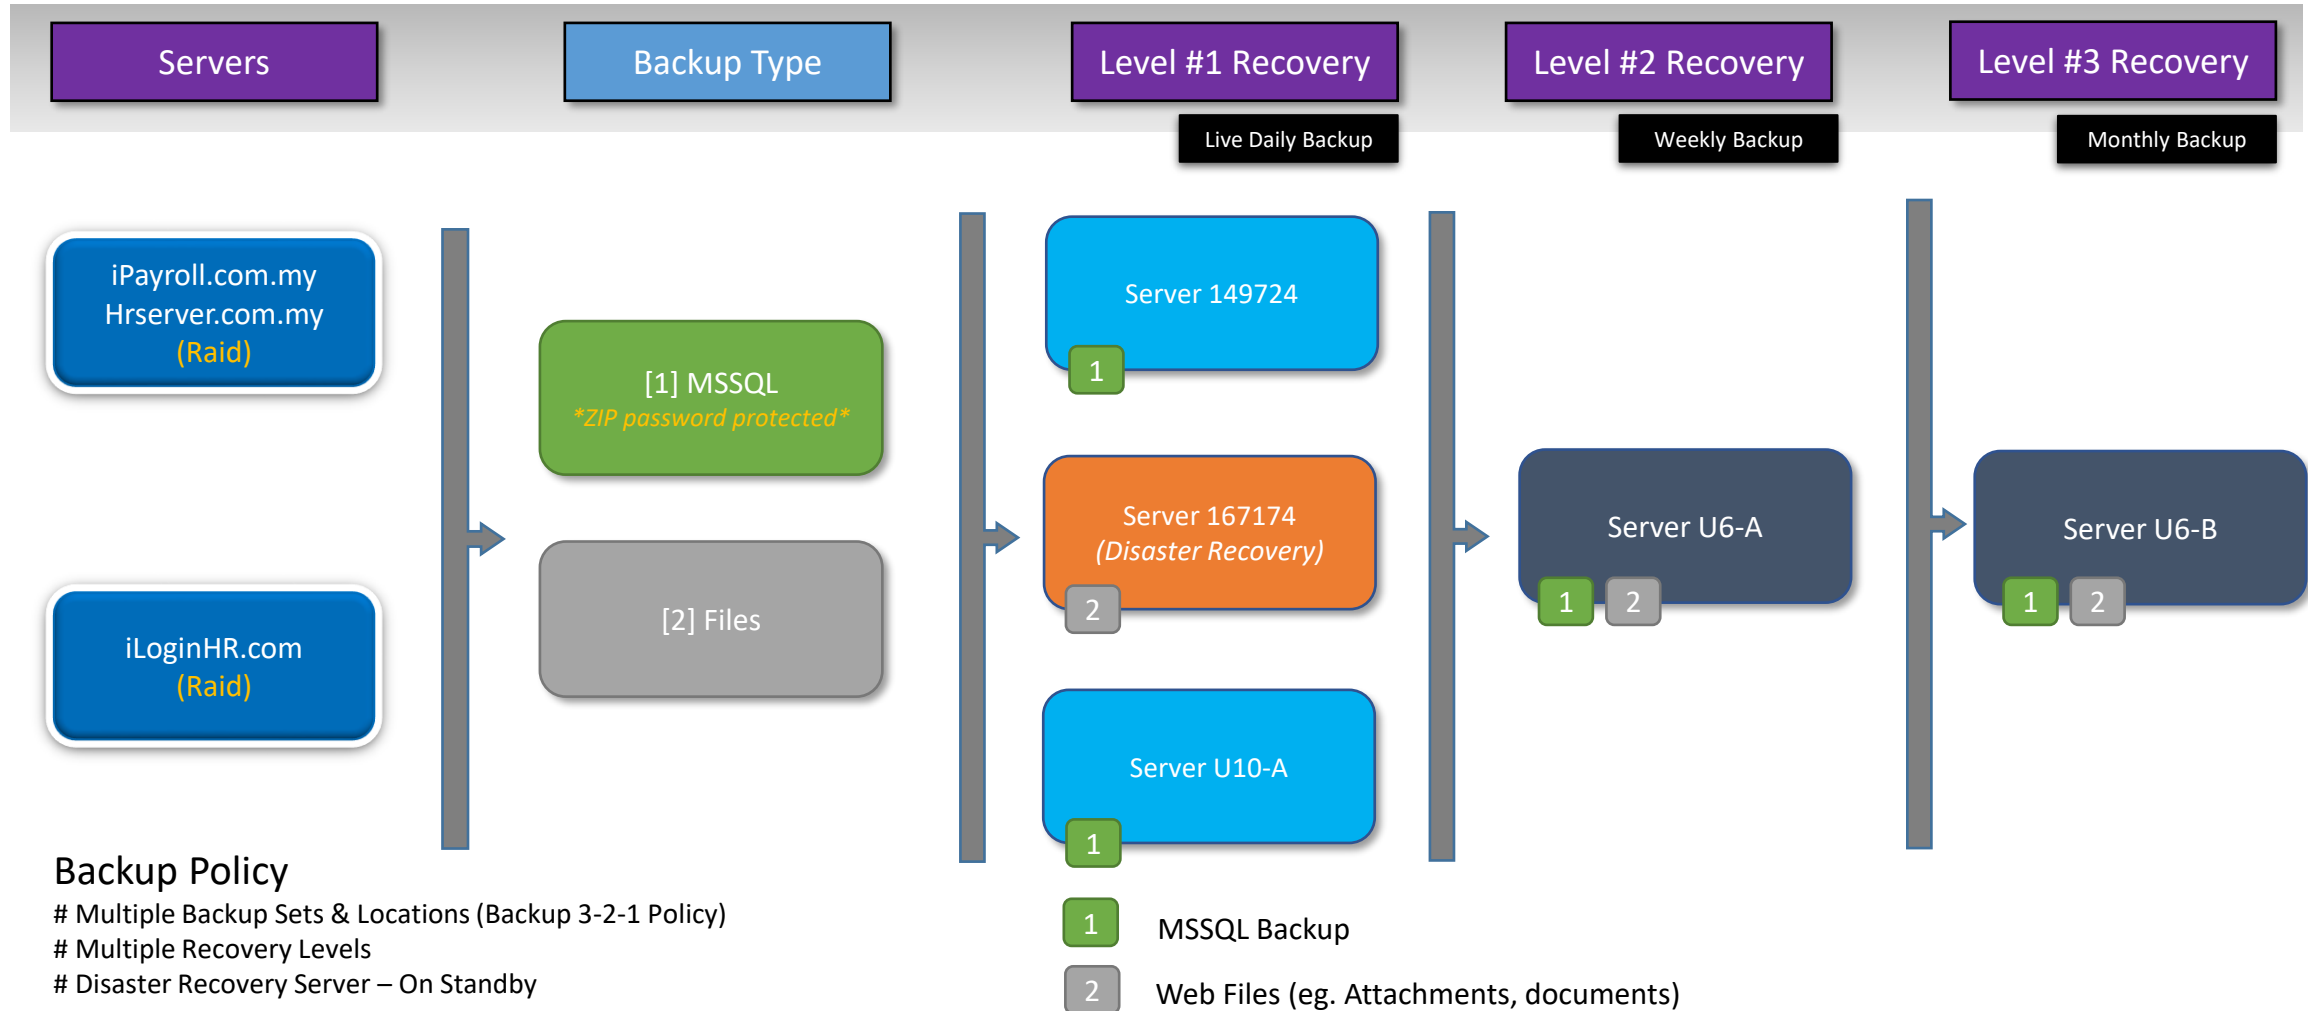 Servers
Backup Type
Level #1 Recovery
Level #2 Recovery
Level #3 Recovery
Live Daily Backup
Weekly Backup
Monthly Backup
iPayroll.com.my
Hrserver.com.my
(Raid)
iLoginHR.com
(Raid)
[1] MSSQL
*ZIP password protected*
[2] Files
Server 149724
1
Server 167174
(Disaster Recovery)
2
Server U10-A
1
Server U6-A
1 2
Server U6-B
1 2
Backup Policy
# Multiple Backup Sets & Locations (Backup 3-2-1 Policy)
# Multiple Recovery Levels
# Disaster Recovery Server – On Standby
1 MSSQL Backup
2 Web Files (eg. Attachments, documents)